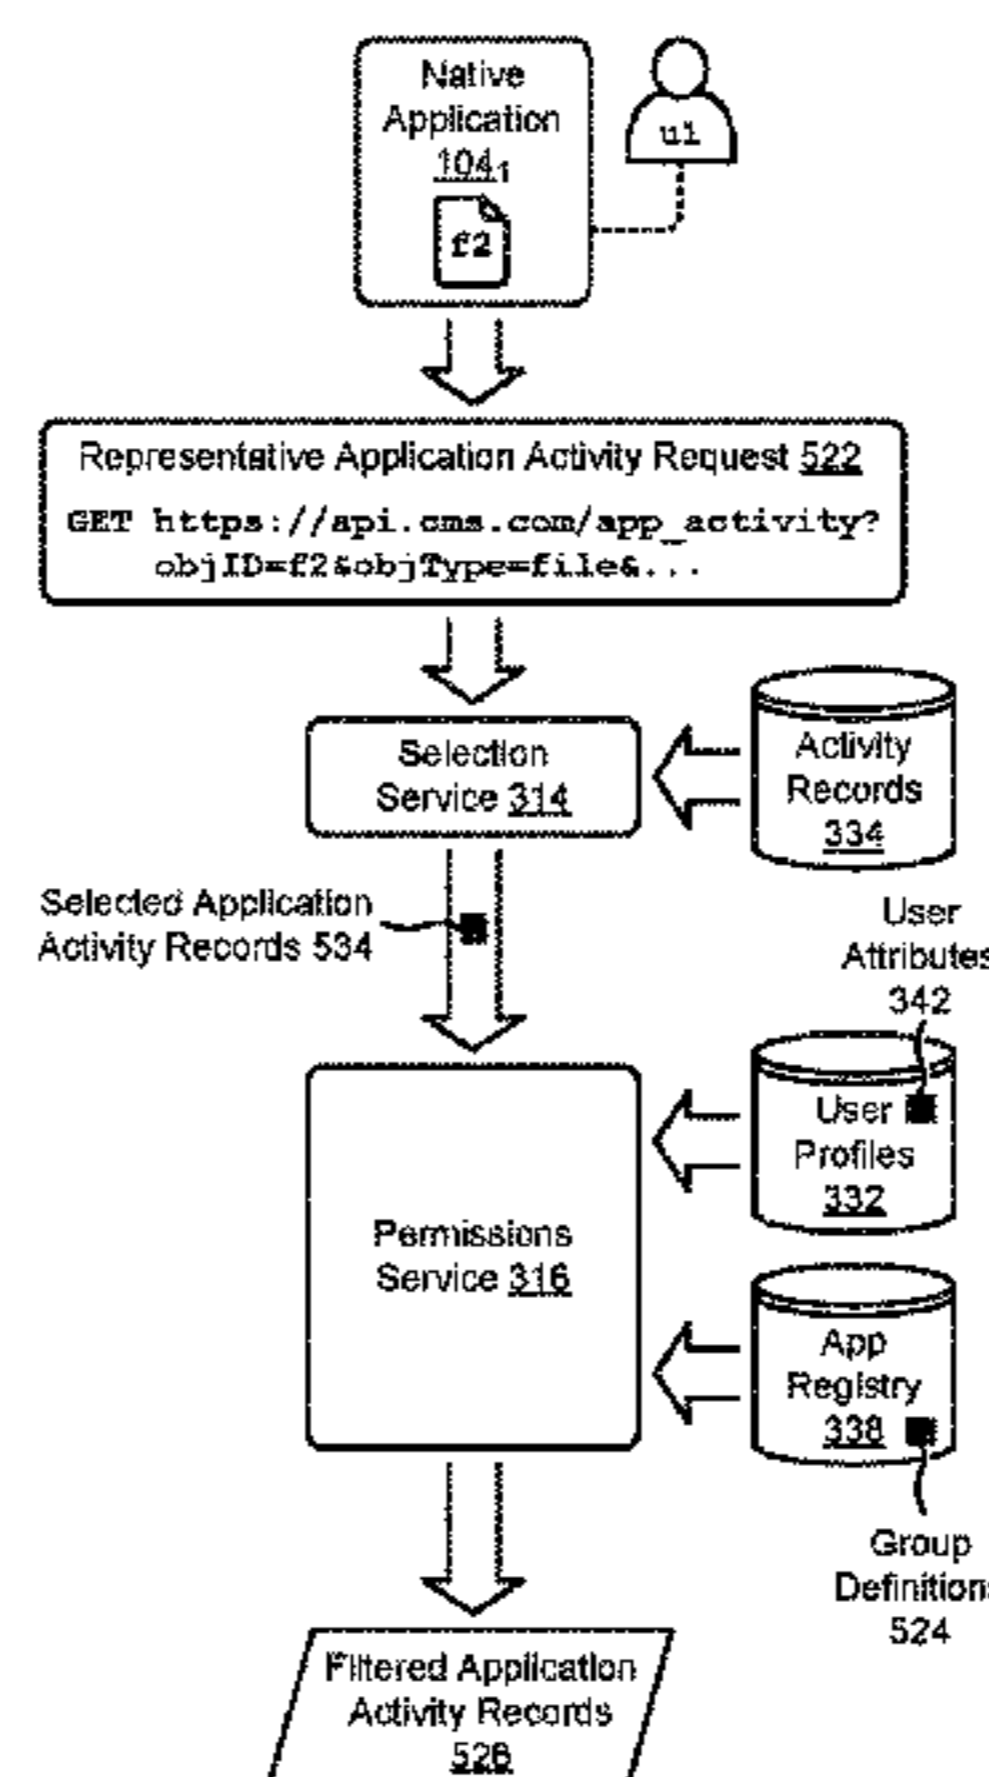 Native
Application
104₁
u1
f2
Representative Application Activity Request 522
GET https://api.cms.com/app_activity?
objID=f2&objType=file&...
Selection
Service 314
Activity
Records
334
Selected Application
Activity Records 534
User
Attributes
342
User
Profiles
332
Permissions
Service 316
App
Registry
338
Group
Definitions
524
Filtered Application
Activity Records